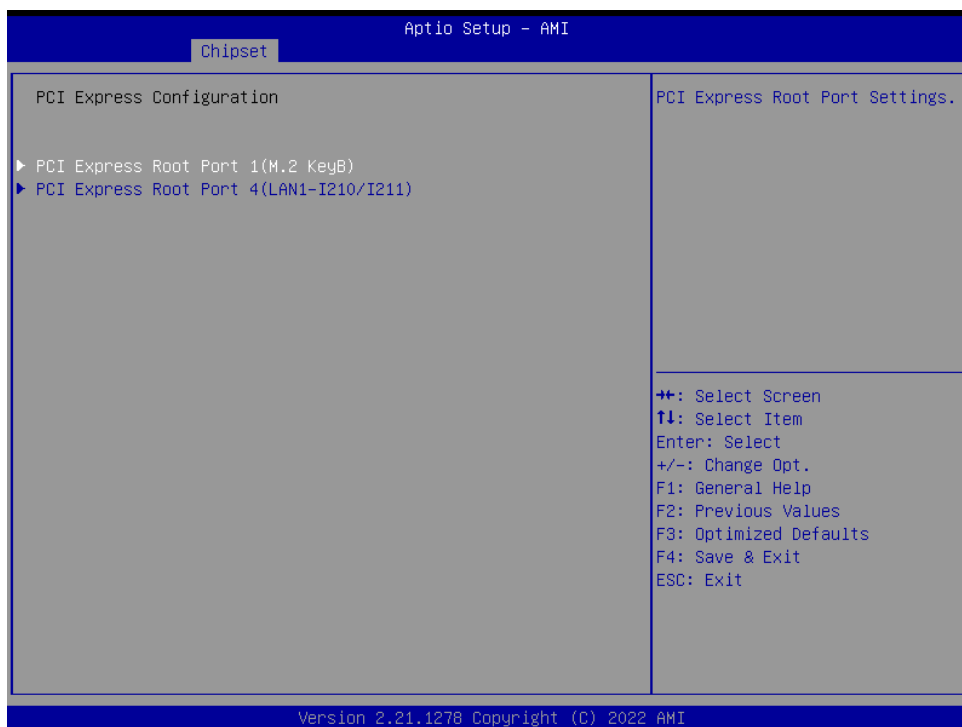 Aptio Setup – AMI
Chipset
PCI Express Configuration
PCI Express Root Port 1(M.2 KeyB)
PCI Express Root Port 4(LAN1-I210/I211)
PCI Express Root Port Settings.
→←: Select Screen
↑↓: Select Item
Enter: Select
+/-: Change Opt.
F1: General Help
F2: Previous Values
F3: Optimized Defaults
F4: Save & Exit
ESC: Exit
Version 2.21.1278 Copyright (C) 2022 AMI